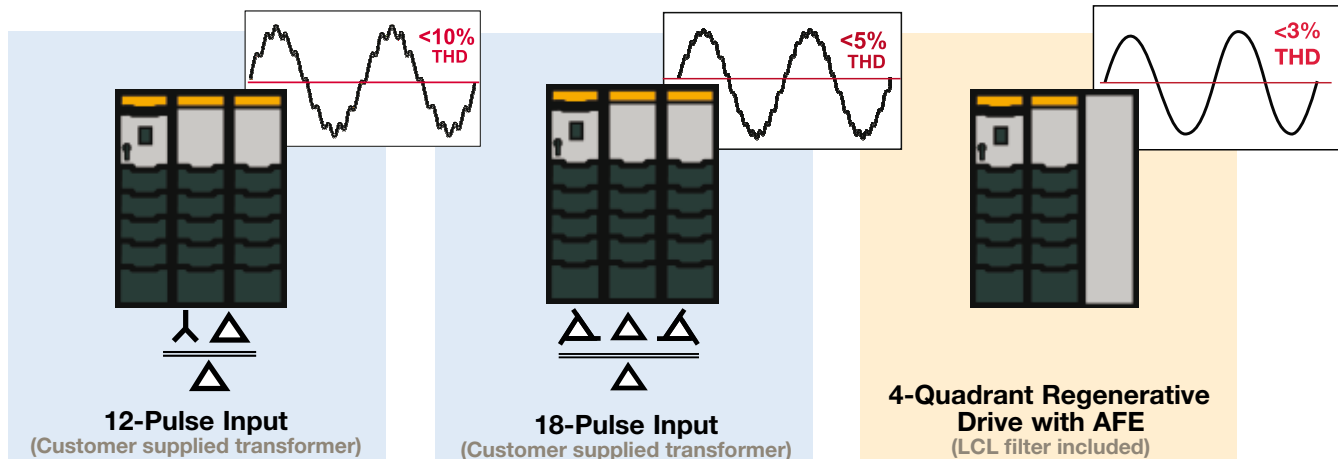 <10%
THD
<5%
THD
<3%
THD
12-Pulse Input
(Customer supplied transformer)
18-Pulse Input
(Customer supplied transformer)
4-Quadrant Regenerative
Drive with AFE
(LCL filter included)